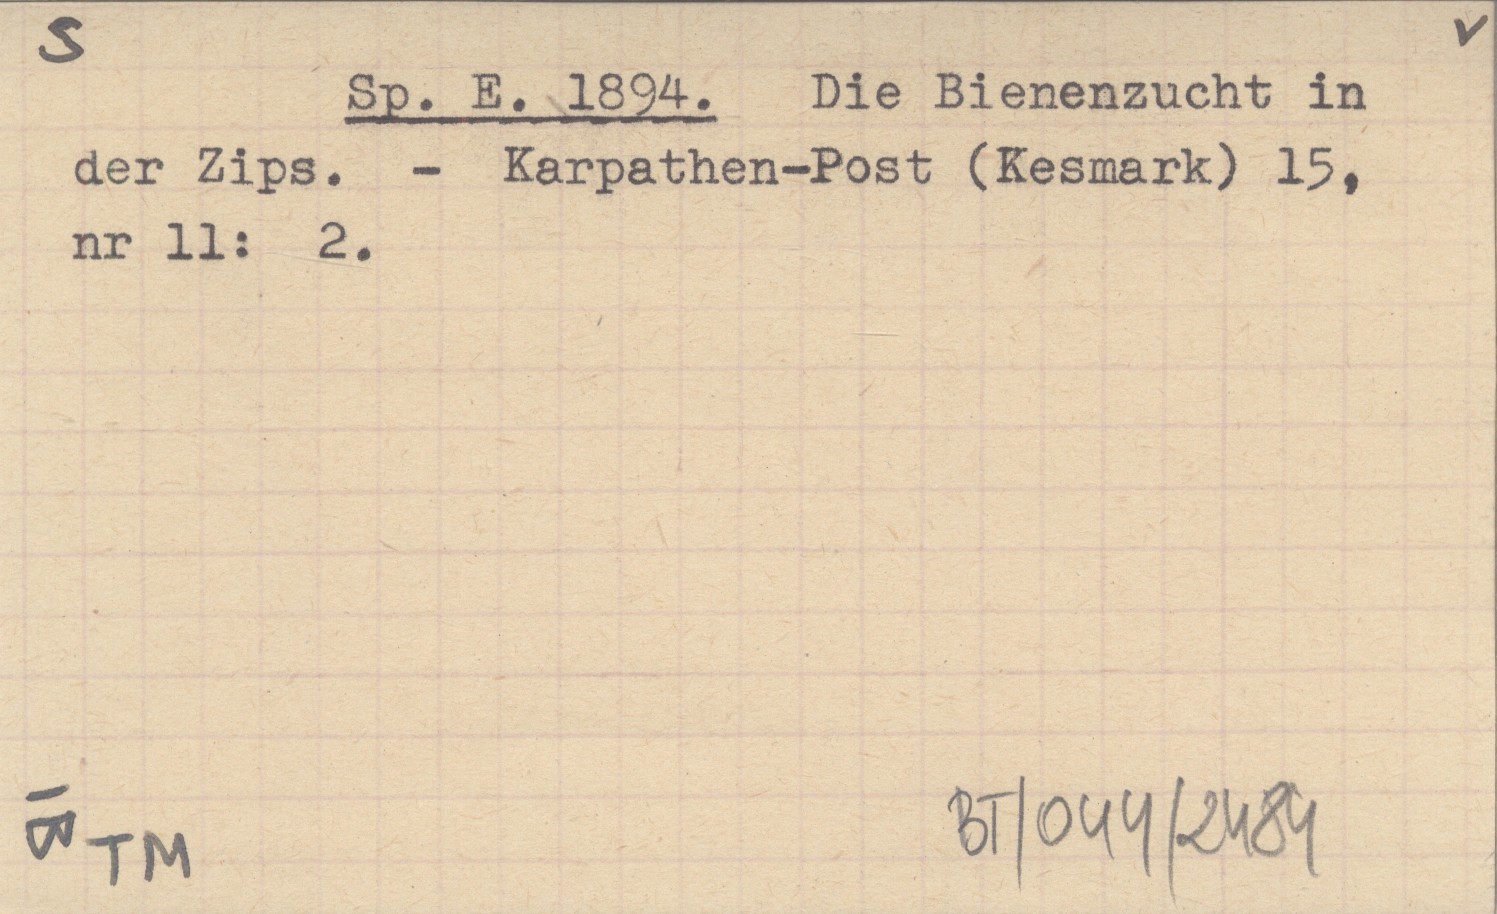 S
v
Sp. E. 1894. Die Bienenzucht in
der Zips. - Karpathen-Post (Kesmark) 15,
nr 11: 2.
TM
BT/044/2484